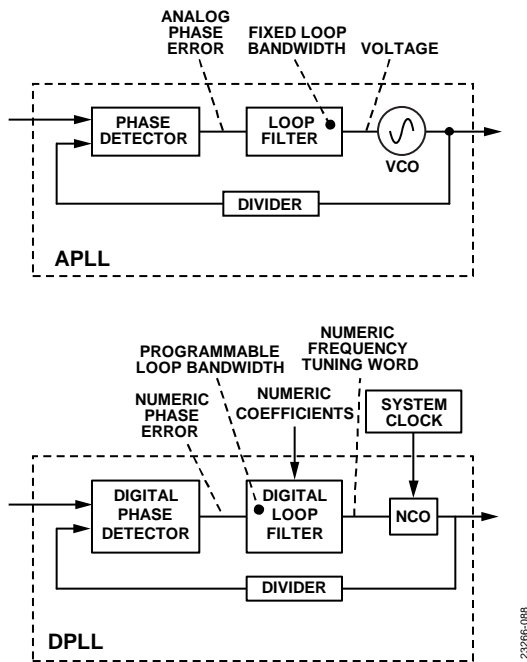 ANALOG
PHASE
ERROR
FIXED LOOP
BANDWIDTH
VOLTAGE
PHASE
DETECTOR
LOOP
FILTER
VCO
DIVIDER
APLL
PROGRAMMABLE
LOOP BANDWIDTH
NUMERIC
FREQUENCY
TUNING WORD
NUMERIC
PHASE
ERROR
NUMERIC
COEFFICIENTS
SYSTEM
CLOCK
DIGITAL
PHASE
DETECTOR
DIGITAL
LOOP
FILTER
NCO
DIVIDER
DPLL
23266-088